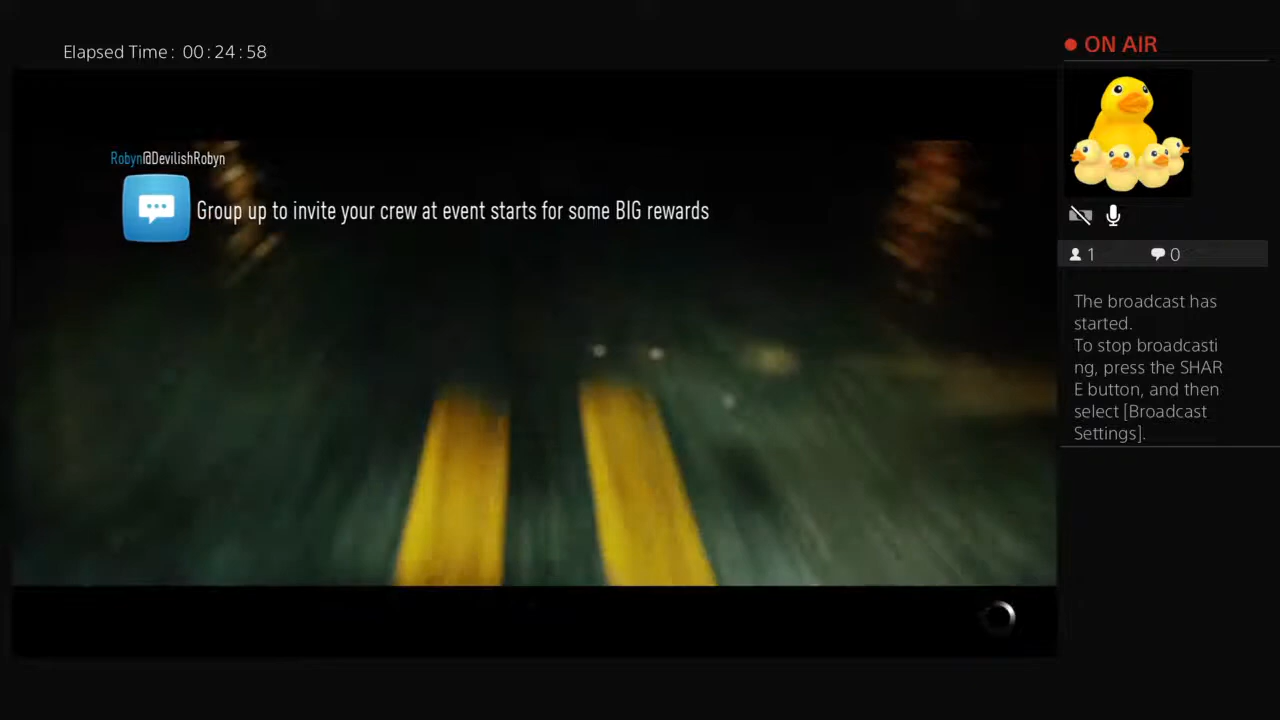 Elapsed Time: 00:24:58
ON AIR
Robyn@DevilishRobyn
Group up to invite your crew at event starts for some BIG rewards
1 0
The broadcast has
started.
To stop broadcasti
ng, press the SHAR
E button, and then
select [Broadcast
Settings].